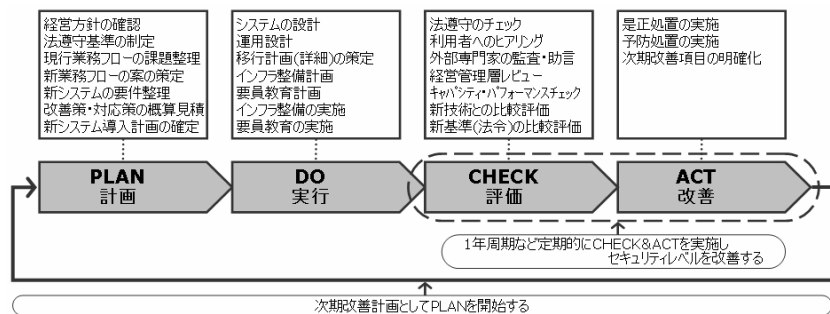 経営方針の確認
法遵守基準の制定
現行業務フローの課題整理
新業務フローの案の策定
新システムの要件整理
改善策・対応策の概算見積
新システム導入計画の確定
システムの設計
運用設計
移行計画(詳細)の策定
インフラ整備計画
要員教育計画
インフラ整備の実施
要員教育の実施
法遵守のチェック
利用者へのヒアリング
外部専門家の監査・助言
経営管理層レビュー
キャパシティ・パフォーマンスチェック
新技術との比較評価
新基準(法令)の比較評価
是正処置の実施
予防処置の実施
次期改善項目の明確化
PLAN
計画
DO
実行
CHECK
評価
ACT
改善
1年周期など定期的にCHECK&ACTを実施し
セキュリティレベルを改善する
次期改善計画としてPLANを開始する